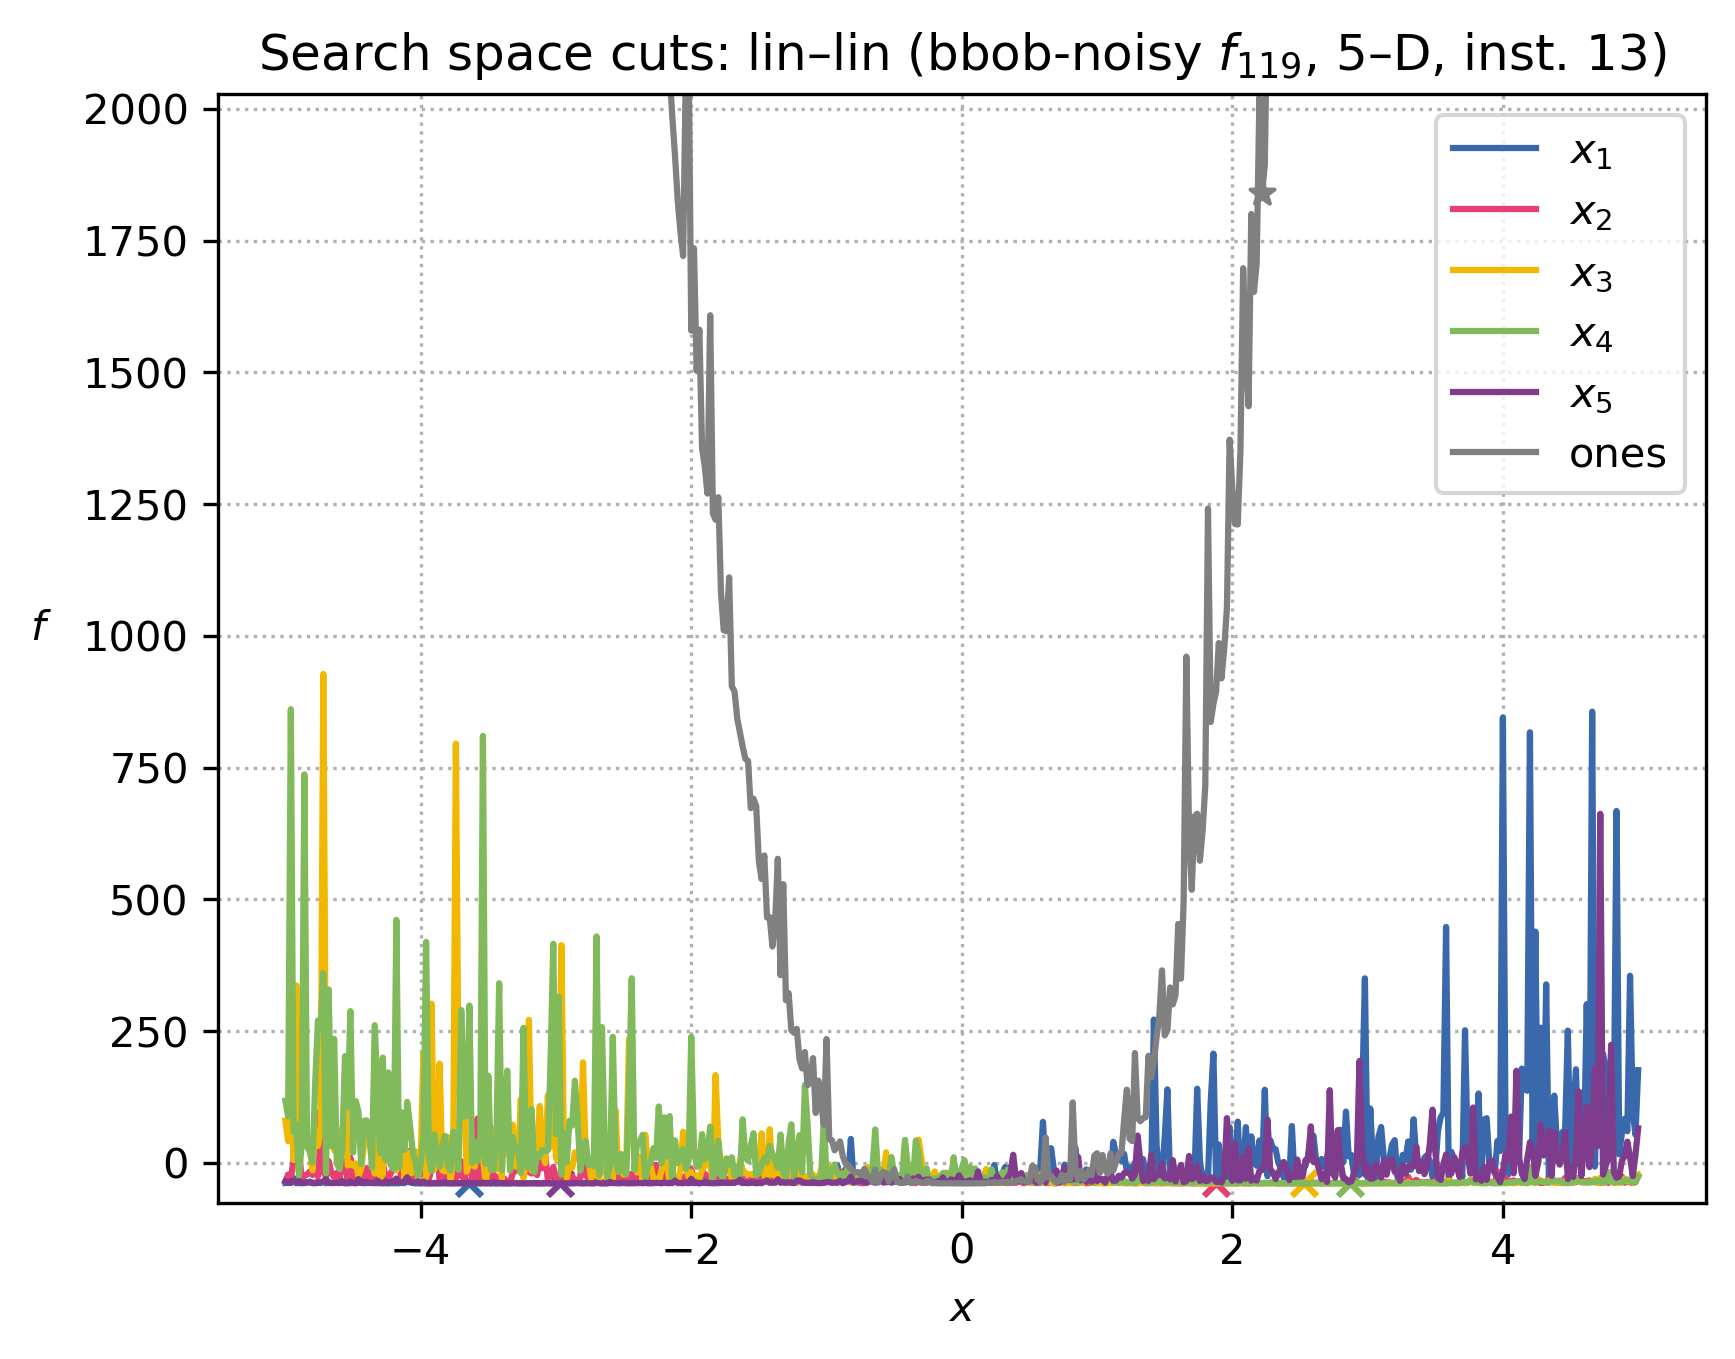 Search space cuts: lin–lin (bbob-noisy f₁₁₉, 5–D, inst. 13)
2000
1750
1500
1250
1000
750
500
250
0
f
−4
−2
0
2
4
x
x₁
x₂
x₃
x₄
x₅
ones